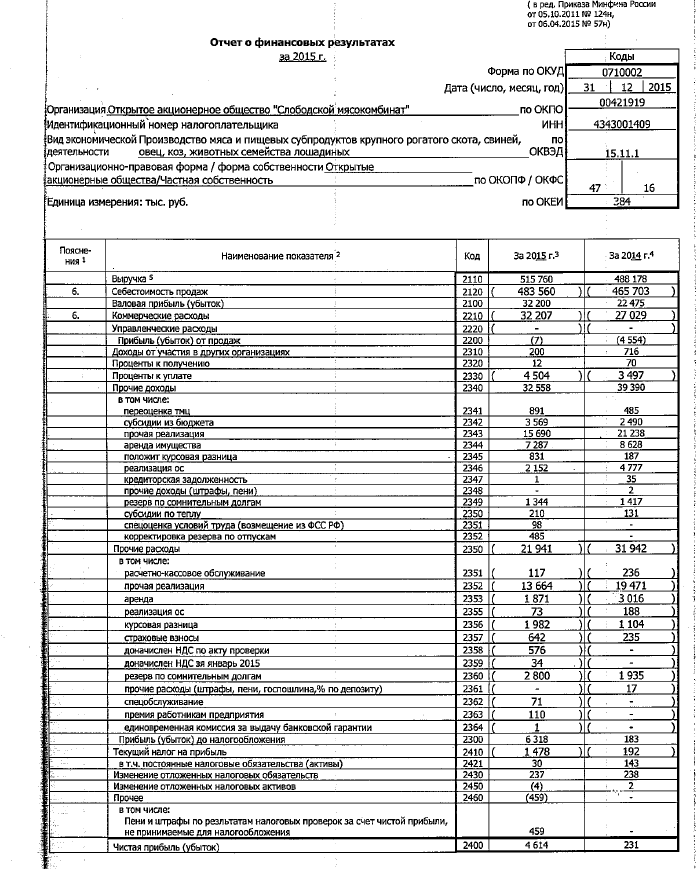 ( в ред. Приказа Минфина России
от 05.10.2011 № 124н,
от 06.04.2015 № 57н)
Отчет о финансовых результатах
за 2015 г.
Коды
Форма по ОКУД 0710002
Дата (число, месяц, год) 31 12 2015
Организация Открытое акционерное общество "Слободской мясокомбинат" по ОКПО 00421919
Идентификационный номер налогоплательщика ИНН 4343001409
Вид экономической Производство мяса и пищевых субпродуктов крупного рогатого скота, свиней, по
деятельности овец, коз, животных семейства лошадиных ОКВЭД 15.11.1
Организационно-правовая форма / форма собственности Открытые
акционерные общества/Частная собственность по ОКОПФ / ОКФС 47 16
Единица измерения: тыс. руб. по ОКЕИ 384
Поясне-
ния 1 Наименование показателя 2 Код За 2015 г.3 За 2014 г.4
Выручка 5 2110 515 760 488 178
6. Себестоимость продаж 2120 ( 483 560 ) ( 465 703 )
Валовая прибыль (убыток) 2100 32 200 22 475
6. Коммерческие расходы 2210 ( 32 207 ) ( 27 029 )
Управленческие расходы 2220 ( - ) ( - )
Прибыль (убыток) от продаж 2200 (7) (4 554)
Доходы от участия в других организациях 2310 200 716
Проценты к получению 2320 12 70
Проценты к уплате 2330 ( 4 504 ) ( 3 497 )
Прочие доходы 2340 32 558 39 390
в том числе:
переоценка тмц 2341 891 485
субсидии из бюджета 2342 3 569 2 490
прочая реализация 2343 15 690 21 238
аренда имущества 2344 7 287 8 628
положит курсовая разница 2345 831 187
реализация ос 2346 2 152 4 777
кредиторская задолженность 2347 1 35
прочие доходы (штрафы, пени) 2348 - 2
резерв по сомнительным долгам 2349 1 344 1 417
субсидии по теплу 2350 210 131
спецоценка условий труда (возмещение из ФСС РФ) 2351 98 -
корректировка резерва по отпускам 2352 485 -
Прочие расходы 2350 ( 21 941 ) ( 31 942 )
в том числе:
расчетно-кассовое обслуживание 2351 ( 117 ) ( 236 )
прочая реализация 2352 ( 13 664 ) ( 19 471 )
аренда 2353 ( 1 871 ) ( 3 016 )
реализация ос 2355 ( 73 ) ( 188 )
курсовая разница 2356 ( 1 982 ) ( 1 104 )
страховые взносы 2357 ( 642 ) ( 235 )
доначислен НДС по акту проверки 2358 ( 576 ) ( - )
доначислен НДС зя январь 2015 2359 ( 34 ) ( - )
резерв по сомнительным долгам 2360 ( 2 800 ) ( 1 935 )
прочие расходы (штрафы, пени, госпошлина,% по депозиту) 2361 ( - ) ( 17 )
спецобслуживание 2362 ( 71 ) ( - )
премия работникам предприятия 2363 ( 110 ) ( - )
единовременная комиссия за выдачу банковской гарантии 2364 ( 1 ) ( - )
Прибыль (убыток) до налогообложения 2300 6 318 183
Текущий налог на прибыль 2410 ( 1 478 ) ( 192 )
в т.ч. постоянные налоговые обязательства (активы) 2421 30 143
Изменение отложенных налоговых обязательств 2430 237 238
Изменение отложенных налоговых активов 2450 (4) 2
Прочее 2460 (459) -
в том числе:
Пени и штрафы по резльтатам налоговых проверок за счет чистой прибыли,
не принимаемые для налогообложения 459 -
Чистая прибыль (убыток) 2400 4 614 231